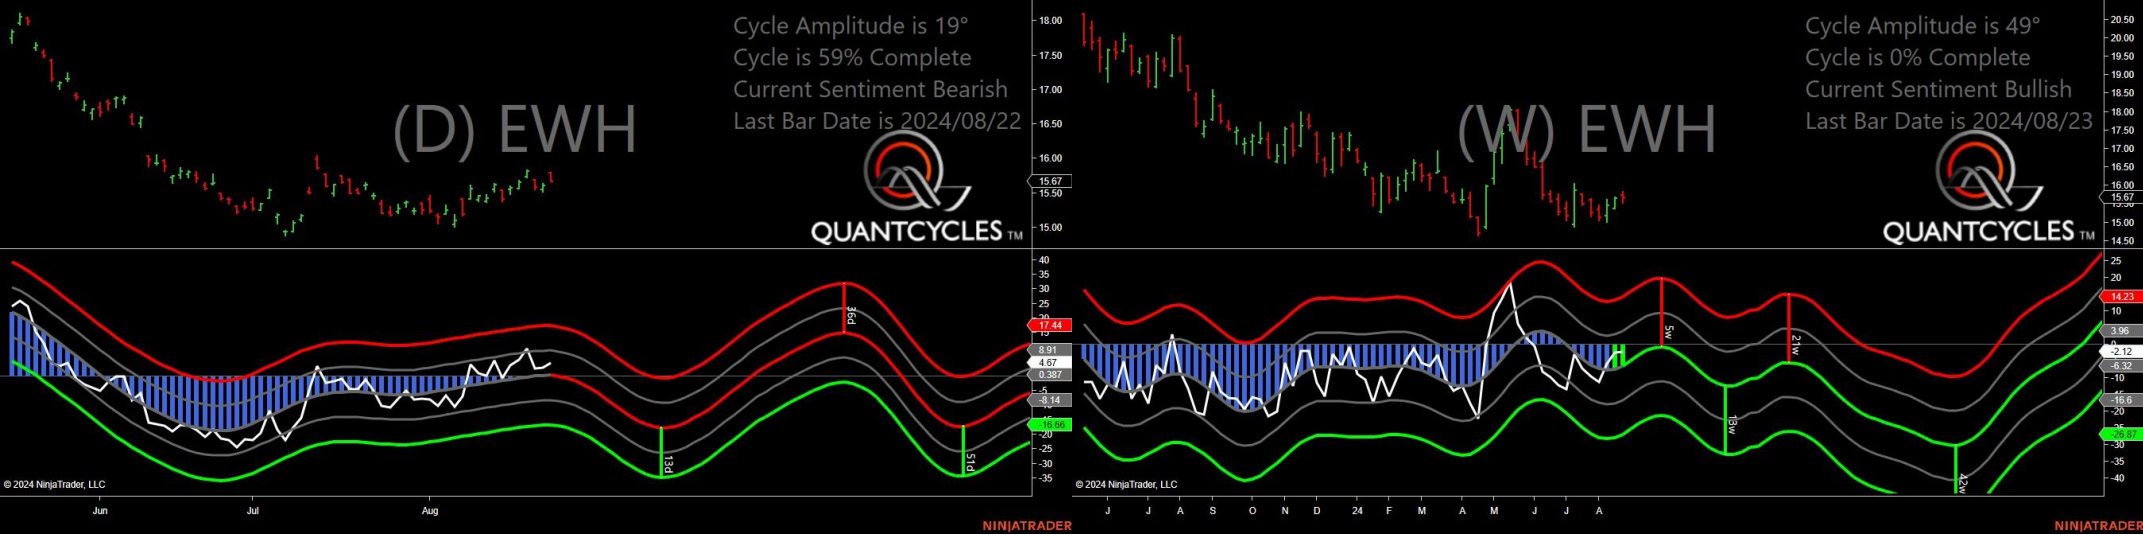 Cycle Amplitude is 19°
Cycle is 59% Complete
Current Sentiment Bearish
Last Bar Date is 2024/08/22
(D) EWH
QUANTCYCLES TM
18.00
17.50
17.00
16.50
16.00
15.67
15.50
15.00
40
35
30
25
20
17.44
15
8.91
4.67
0.387
-5
-8.14
-16.66
-20
-25
-30
-35
36d
13d
51d
© 2024 NinjaTrader, LLC
Jun Jul Aug
NINJATRADER
Cycle Amplitude is 49°
Cycle is 0% Complete
Current Sentiment Bullish
Last Bar Date is 2024/08/23
(W) EWH
QUANTCYCLES TM
20.50
20.00
19.50
19.00
18.50
18.00
17.50
17.00
16.50
16.00
15.67
15.00
14.50
25
20
14.23
10
3.96
-2.12
-6.32
-10
-16.6
-20
-26.87
-30
-35
-40
5w
21w
13w
42w
© 2024 NinjaTrader, LLC
J J A S O N D 24 F M A M J J A
NINJATRADER